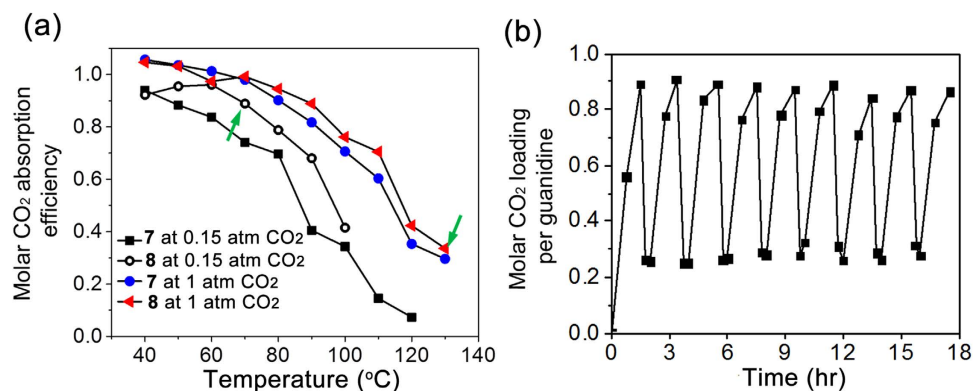 (a)
Molar CO₂ absorption
efficiency
1.0
0.8
0.6
0.4
0.2
0.0
7 at 0.15 atm CO₂
8 at 0.15 atm CO₂
7 at 1 atm CO₂
8 at 1 atm CO₂
40 60 80 100 120 140
Temperature (°C)
(b)
Molar CO₂ loading
per guanidine
1.0
0.8
0.6
0.4
0.2
0.0
0 3 6 9 12 15 18
Time (hr)